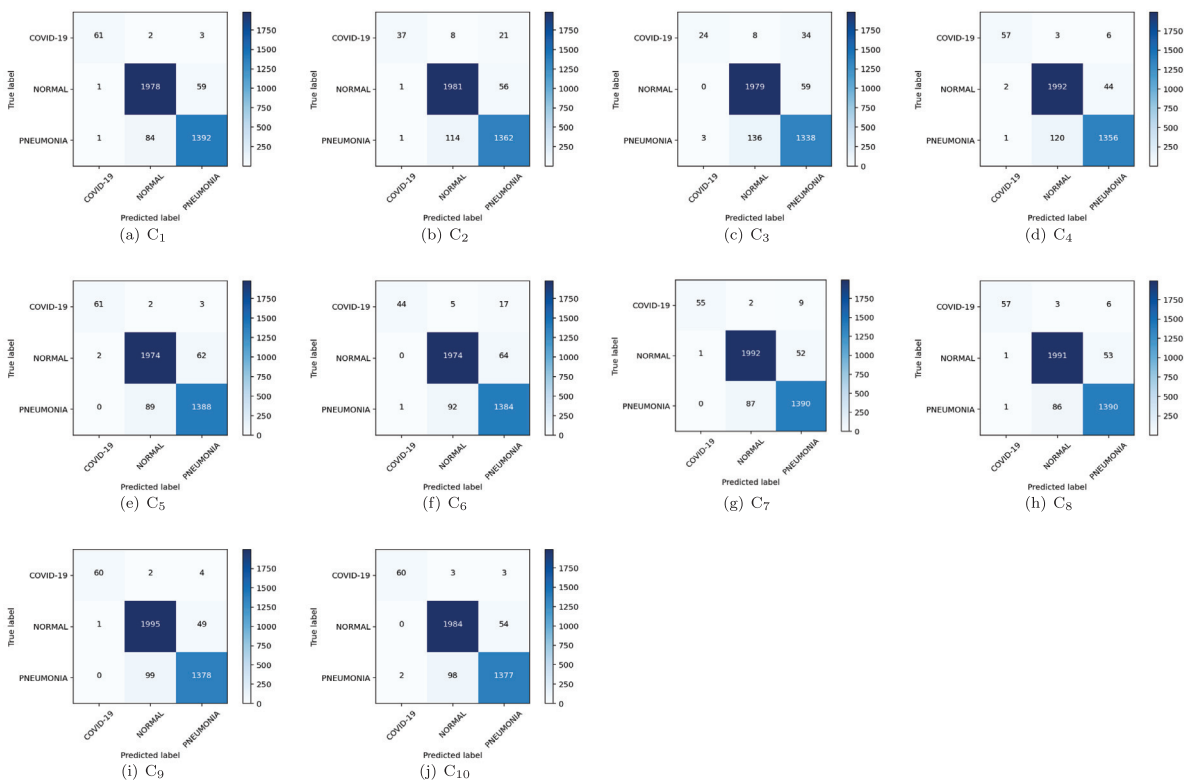 COVID-19 61 2 3
NORMAL 1 1978 59
PNEUMONIA 1 84 1392
COVID-19 NORMAL PNEUMONIA
True label
Predicted label
1750
1500
1250
1000
750
500
250
(a) C₁
COVID-19 37 8 21
NORMAL 1 1981 56
PNEUMONIA 1 114 1362
COVID-19 NORMAL PNEUMONIA
True label
Predicted label
1750
1500
1250
1000
750
500
250
(b) C₂
COVID-19 24 8 34
NORMAL 0 1979 59
PNEUMONIA 3 136 1338
COVID-19 NORMAL PNEUMONIA
True label
Predicted label
1750
1500
1250
1000
750
500
250
0
(c) C₃
COVID-19 57 3 6
NORMAL 2 1992 44
PNEUMONIA 1 120 1356
COVID-19 NORMAL PNEUMONIA
True label
Predicted label
1750
1500
1250
1000
750
500
250
(d) C₄
COVID-19 61 2 3
NORMAL 2 1974 62
PNEUMONIA 0 89 1388
COVID-19 NORMAL PNEUMONIA
True label
Predicted label
1750
1500
1250
1000
750
500
250
0
(e) C₅
COVID-19 44 5 17
NORMAL 0 1974 64
PNEUMONIA 1 92 1384
COVID-19 NORMAL PNEUMONIA
True label
Predicted label
1750
1500
1250
1000
750
500
250
0
(f) C₆
COVID-19 55 2 9
NORMAL 1 1992 52
PNEUMONIA 0 87 1390
COVID-19 NORMAL PNEUMONIA
True label
Predicted label
1750
1500
1250
1000
750
500
250
0
(g) C₇
COVID-19 57 3 6
NORMAL 1 1991 53
PNEUMONIA 1 86 1390
COVID-19 NORMAL PNEUMONIA
True label
Predicted label
1750
1500
1250
1000
750
500
250
(h) C₈
COVID-19 60 2 4
NORMAL 1 1995 49
PNEUMONIA 0 99 1378
COVID-19 NORMAL PNEUMONIA
True label
Predicted label
1750
1500
1250
1000
750
500
250
0
(i) C₉
COVID-19 60 3 3
NORMAL 0 1984 54
PNEUMONIA 2 98 1377
COVID-19 NORMAL PNEUMONIA
True label
Predicted label
1750
1500
1250
1000
750
500
250
0
(j) C₁₀